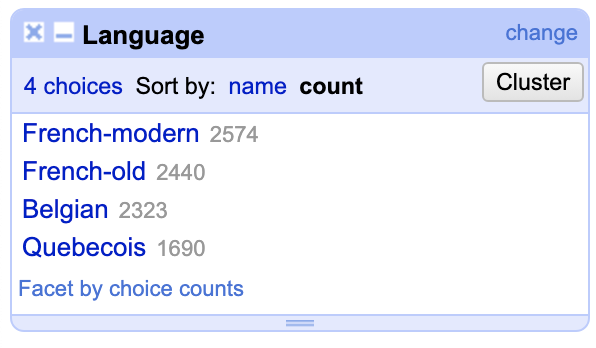 Language change
4 choices Sort by: name count Cluster
French-modern 2574
French-old 2440
Belgian 2323
Quebecois 1690
Facet by choice counts